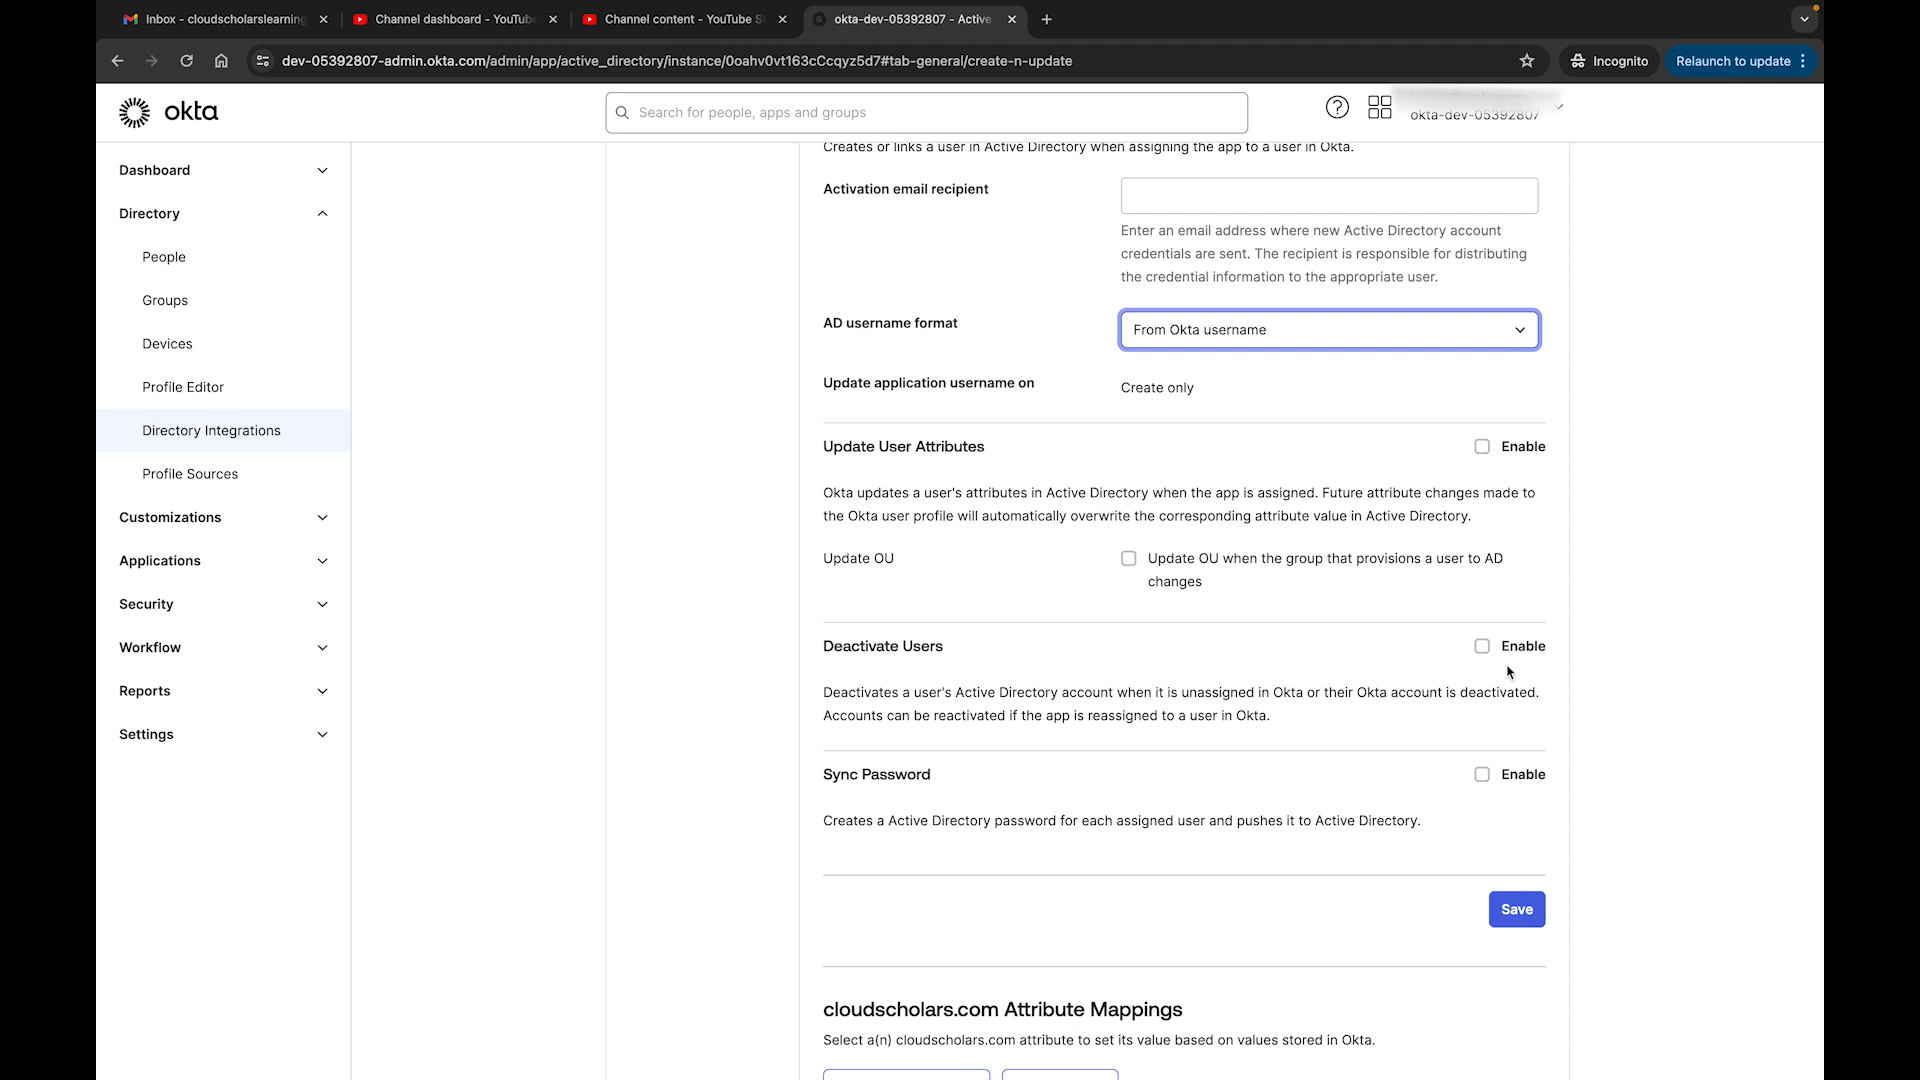 Inbox - cloudscholarslearning
Channel dashboard - YouTube
Channel content - YouTube S
okta-dev-05392807 - Active
dev-05392807-admin.okta.com/admin/app/active_directory/instance/0oahv0vt163cCcqyz5d7#tab-general/create-n-update
Incognito
Relaunch to update
okta
Search for people, apps and groups
okta-dev-05392807
Dashboard
Directory
People
Groups
Devices
Profile Editor
Directory Integrations
Profile Sources
Customizations
Applications
Security
Workflow
Reports
Settings
Creates or links a user in Active Directory when assigning the app to a user in Okta.
Activation email recipient
Enter an email address where new Active Directory account
credentials are sent. The recipient is responsible for distributing
the credential information to the appropriate user.
AD username format
From Okta username
Update application username on
Create only
Update User Attributes
Enable
Okta updates a user's attributes in Active Directory when the app is assigned. Future attribute changes made to
the Okta user profile will automatically overwrite the corresponding attribute value in Active Directory.
Update OU
Update OU when the group that provisions a user to AD
changes
Deactivate Users
Enable
Deactivates a user's Active Directory account when it is unassigned in Okta or their Okta account is deactivated.
Accounts can be reactivated if the app is reassigned to a user in Okta.
Sync Password
Enable
Creates a Active Directory password for each assigned user and pushes it to Active Directory.
Save
cloudscholars.com Attribute Mappings
Select a(n) cloudscholars.com attribute to set its value based on values stored in Okta.